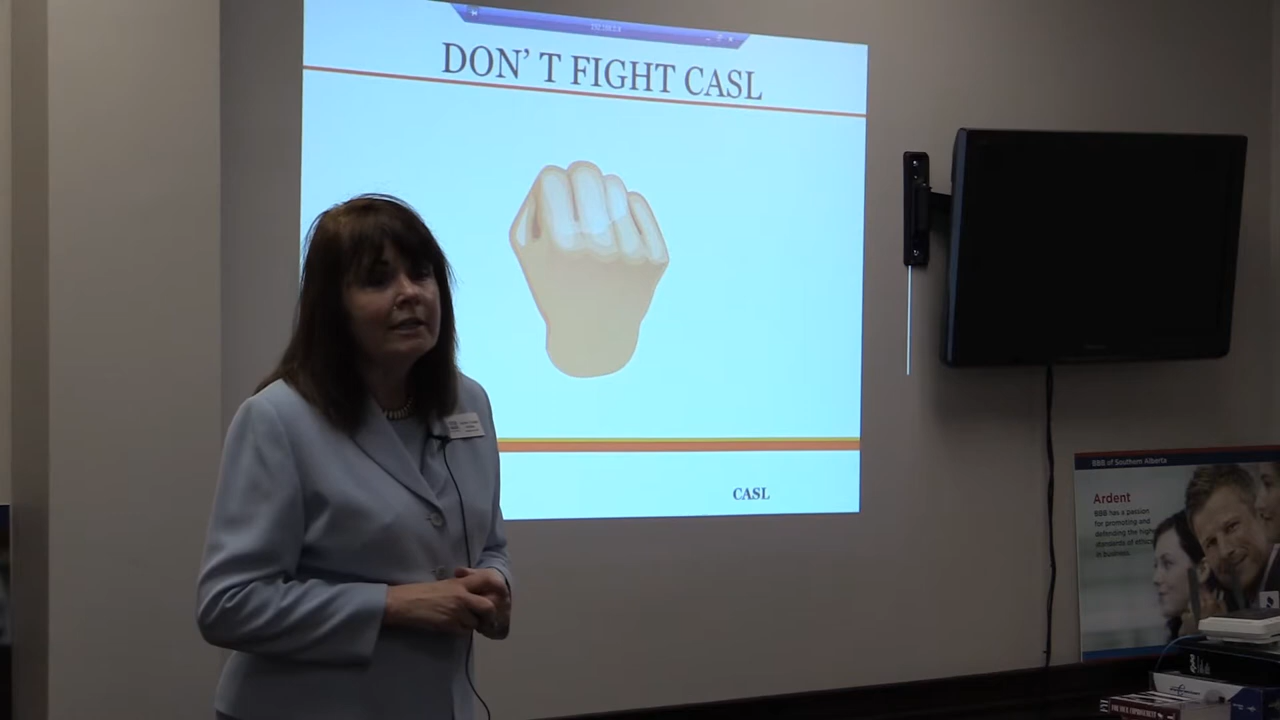 DON'T FIGHT CASL
CASL
BBB of Southern Alberta
Ardent
BBB has a passion
for promoting and
defending the high
standards of ethics
in business.